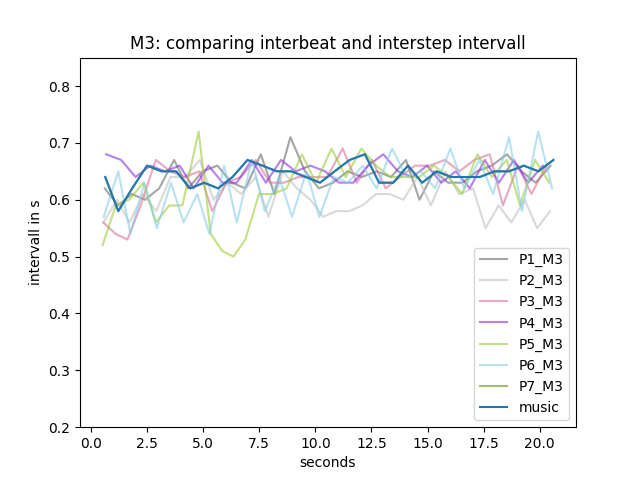 M3: comparing interbeat and interstep intervall
0.8
0.7
0.6
0.5
0.4
0.3
0.2
intervall in s
0.0 2.5 5.0 7.5 10.0 12.5 15.0 17.5 20.0
seconds
P1_M3
P2_M3
P3_M3
P4_M3
P5_M3
P6_M3
P7_M3
music